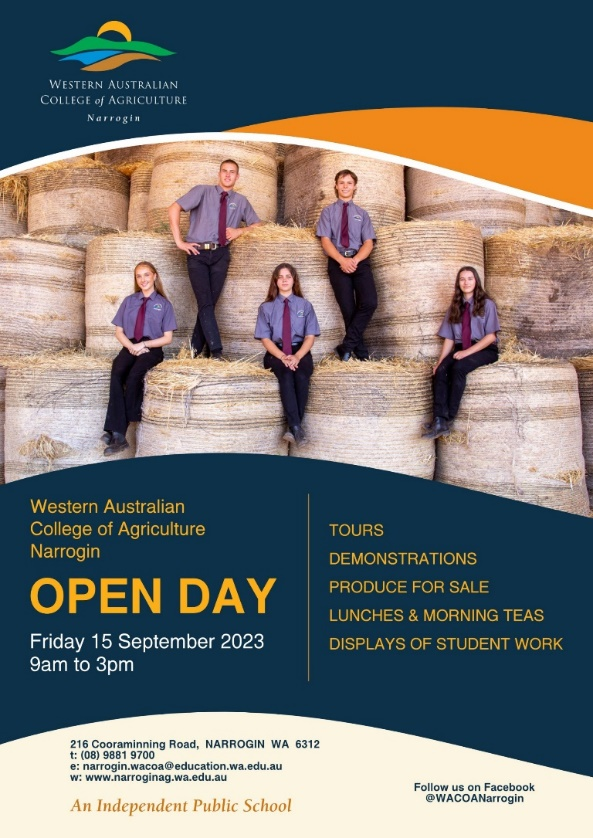 WESTERN AUSTRALIAN
COLLEGE of AGRICULTURE
Narrogin
Western Australian
College of Agriculture
Narrogin
OPEN DAY
Friday 15 September 2023
9am to 3pm
TOURS
DEMONSTRATIONS
PRODUCE FOR SALE
LUNCHES & MORNING TEAS
DISPLAYS OF STUDENT WORK
216 Cooraminning Road, NARROGIN WA 6312
t: (08) 9881 9700
e: narrogin.wacoa@education.wa.edu.au
w: www.narroginag.wa.edu.au
An Independent Public School
Follow us on Facebook
@WACOANarrogin